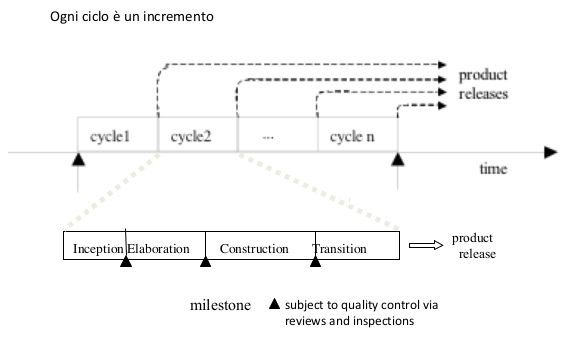 Ogni ciclo è un incremento
product
releases
cycle1 cycle2 ... cycle n
time
Inception Elaboration Construction Transition
product
release
milestone
subject to quality control via
reviews and inspections